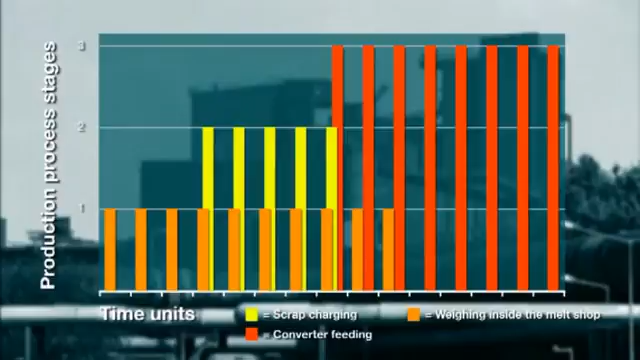 Production process stages
3
2
1
Time units
= Scrap charging
= Weighing inside the melt shop
= Converter feeding